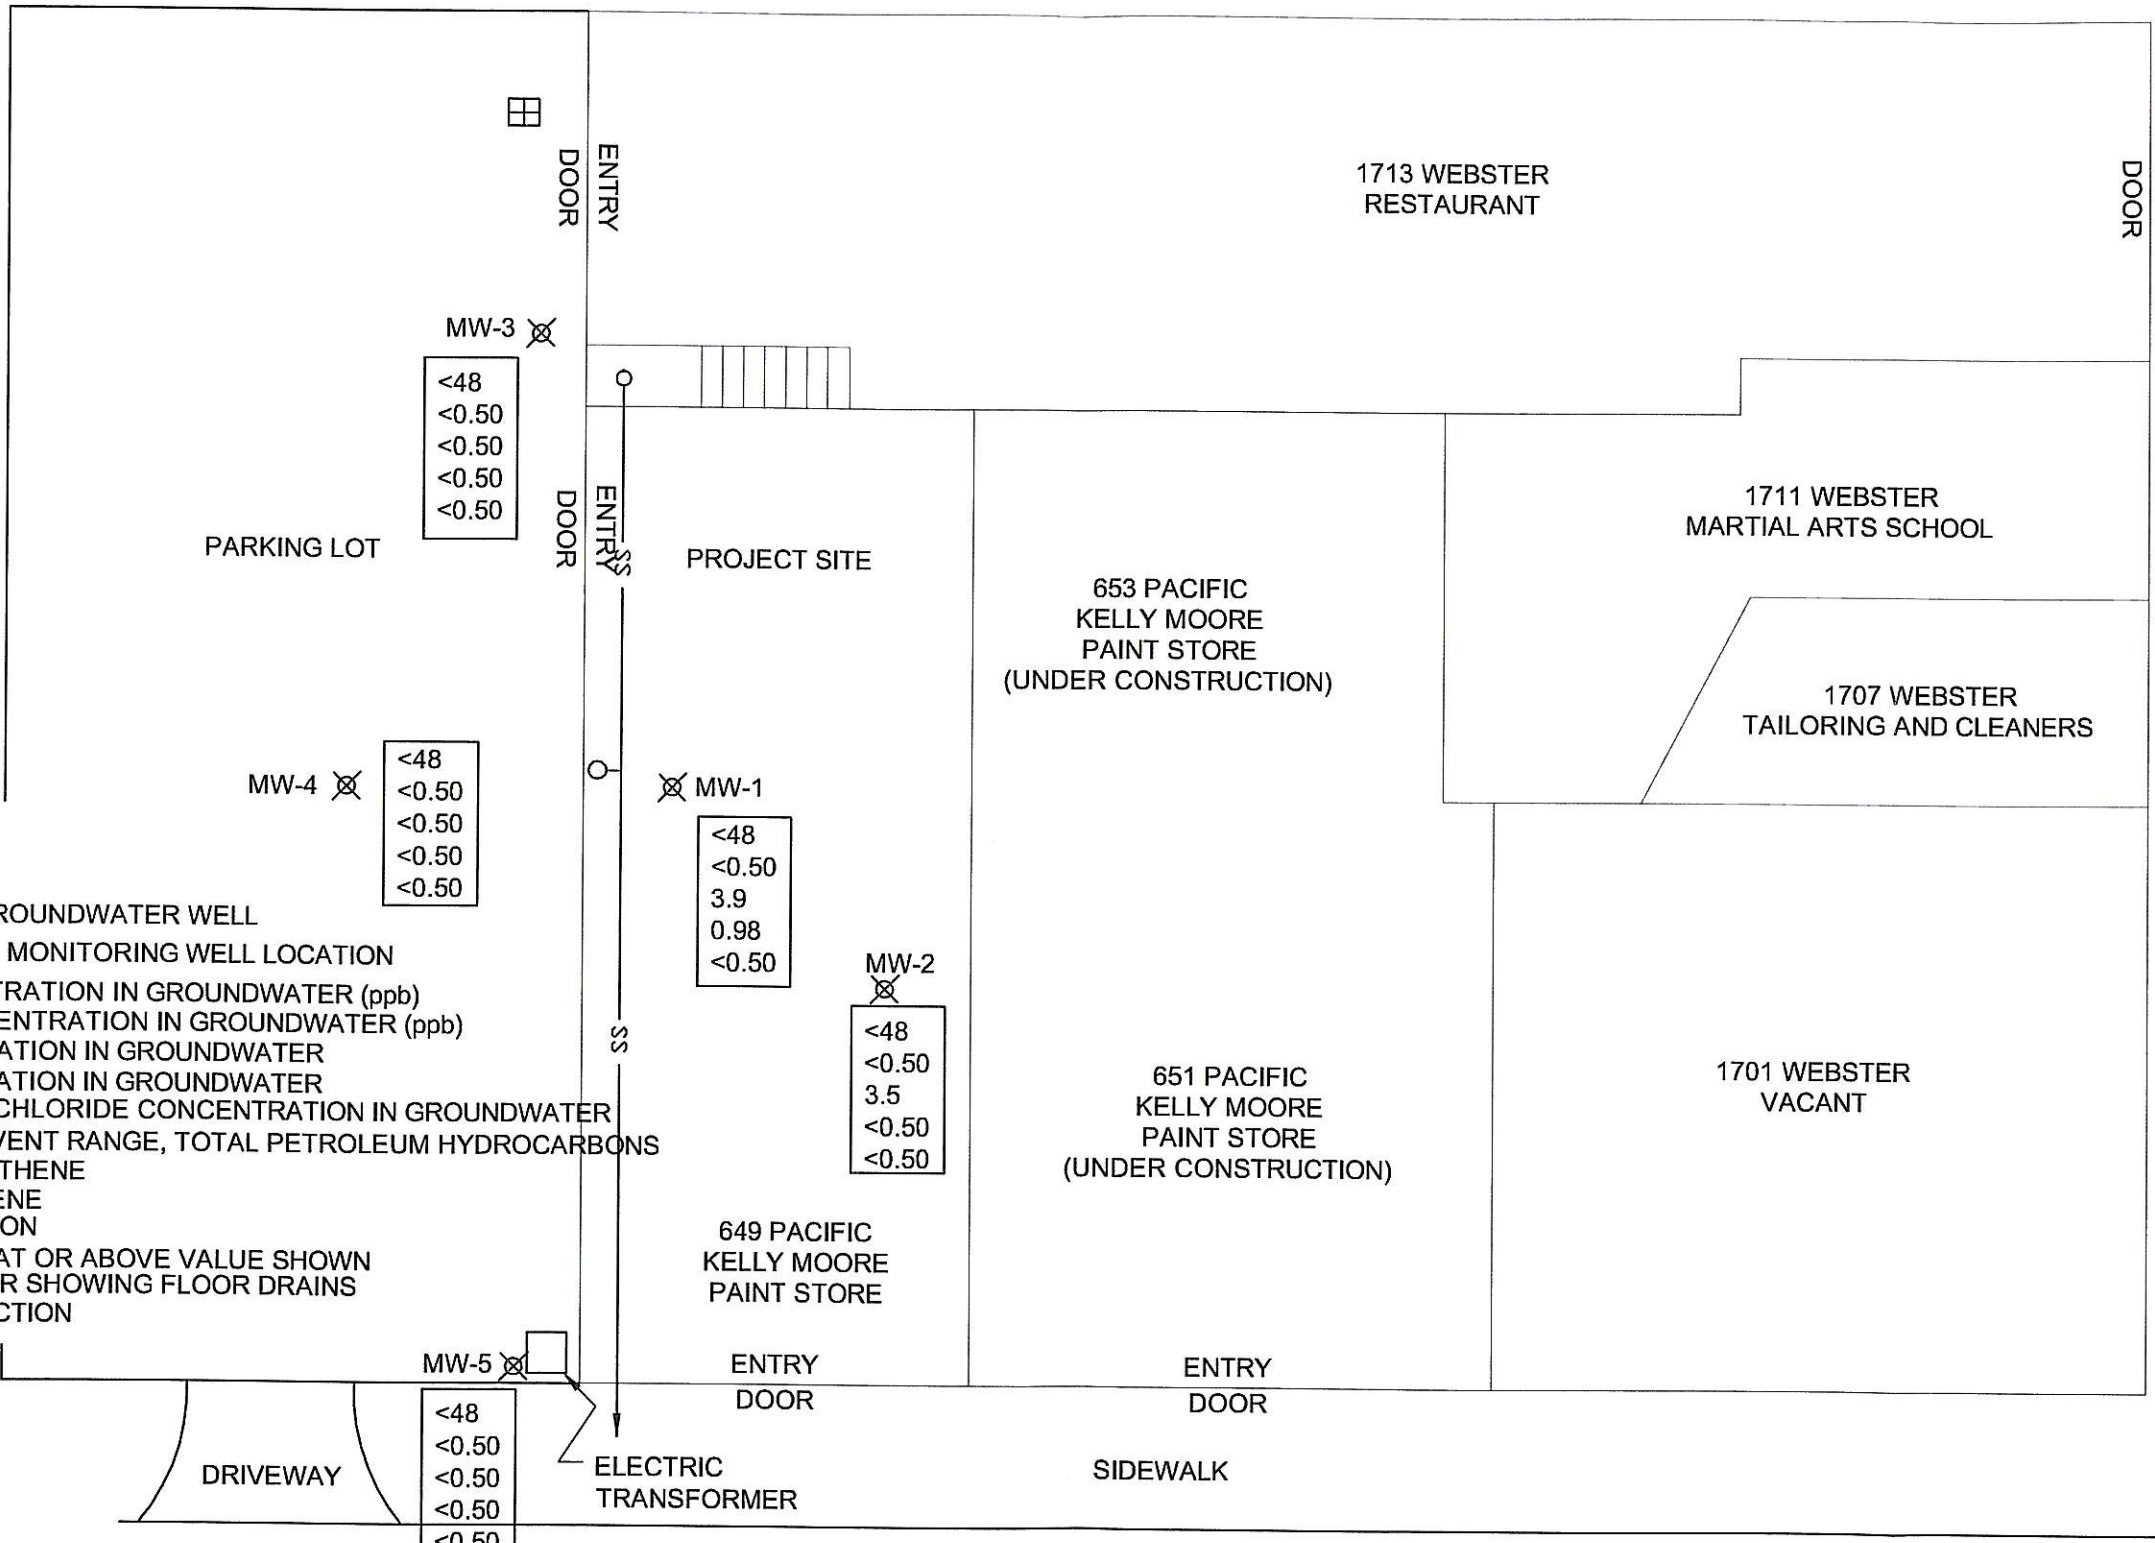 ENTRY
DOOR
1713 WEBSTER
RESTAURANT
DOOR
MW-3
<48
<0.50
<0.50
<0.50
<0.50
ENTRY
DOOR
SS
PARKING LOT
PROJECT SITE
653 PACIFIC
KELLY MOORE
PAINT STORE
(UNDER CONSTRUCTION)
1711 WEBSTER
MARTIAL ARTS SCHOOL
1707 WEBSTER
TAILORING AND CLEANERS
MW-4
<48
<0.50
<0.50
<0.50
<0.50
MW-1
<48
<0.50
3.9
0.98
<0.50
MW-2
<48
<0.50
3.5
<0.50
<0.50
SS
ROUNDWATER WELL
MONITORING WELL LOCATION
TRATION IN GROUNDWATER (ppb)
ENTRATION IN GROUNDWATER (ppb)
ATION IN GROUNDWATER
ATION IN GROUNDWATER
CHLORIDE CONCENTRATION IN GROUNDWATER
VENT RANGE, TOTAL PETROLEUM HYDROCARBONS
THENE
ENE
ON
AT OR ABOVE VALUE SHOWN
R SHOWING FLOOR DRAINS
CTION
651 PACIFIC
KELLY MOORE
PAINT STORE
(UNDER CONSTRUCTION)
1701 WEBSTER
VACANT
649 PACIFIC
KELLY MOORE
PAINT STORE
MW-5
<48
<0.50
<0.50
<0.50
<0.50
ENTRY
DOOR
ENTRY
DOOR
DRIVEWAY
ELECTRIC
TRANSFORMER
SIDEWALK